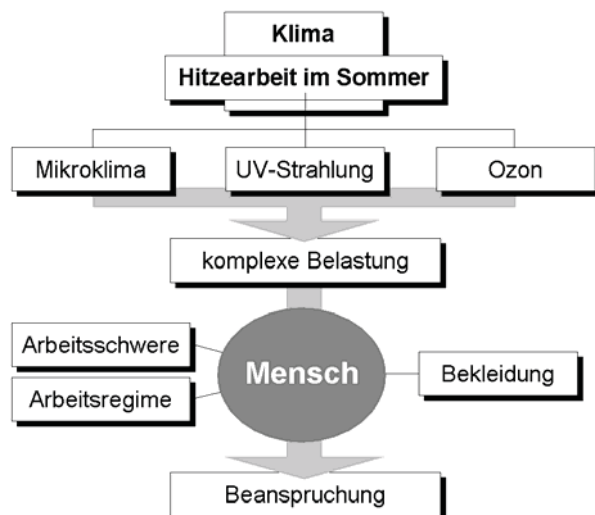 Klima
Hitzearbeit im Sommer
Mikroklima
UV-Strahlung
Ozon
komplexe Belastung
Arbeitsschwere
Mensch
Bekleidung
Arbeitsregime
Beanspruchung